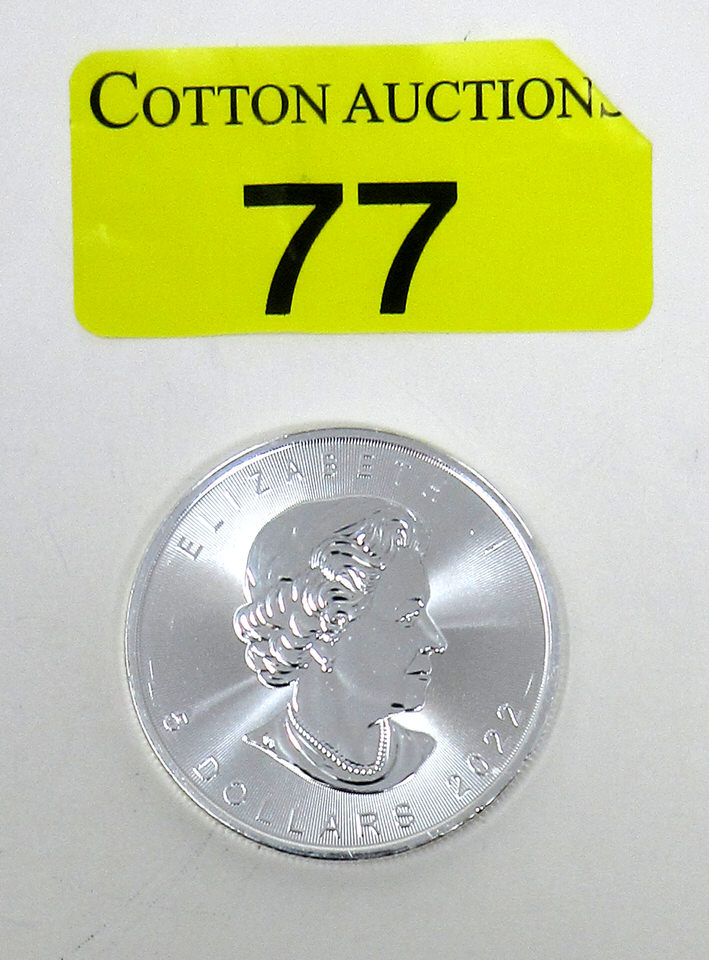 COTTON AUCTIONS
77
ELIZABETH II
5 DOLLARS 2022